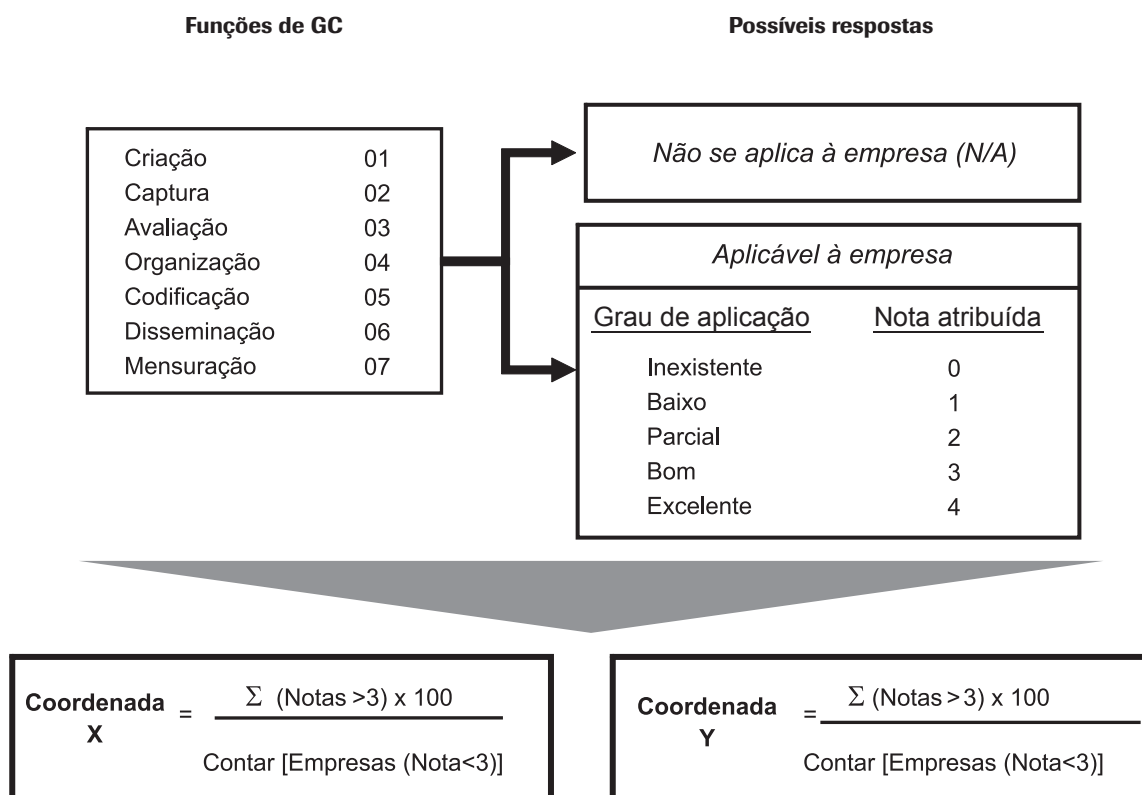 Funções de GC
Possíveis respostas
Criação 01
Captura 02
Avaliação 03
Organização 04
Codificação 05
Disseminação 06
Mensuração 07
Não se aplica à empresa (N/A)
Aplicável à empresa
Grau de aplicação Nota atribuída
Inexistente 0
Baixo 1
Parcial 2
Bom 3
Excelente 4
Coordenada X = Σ (Notas >3) x 100
Contar [Empresas (Nota<3)]
Coordenada Y = Σ (Notas >3) x 100
Contar [Empresas (Nota<3)]